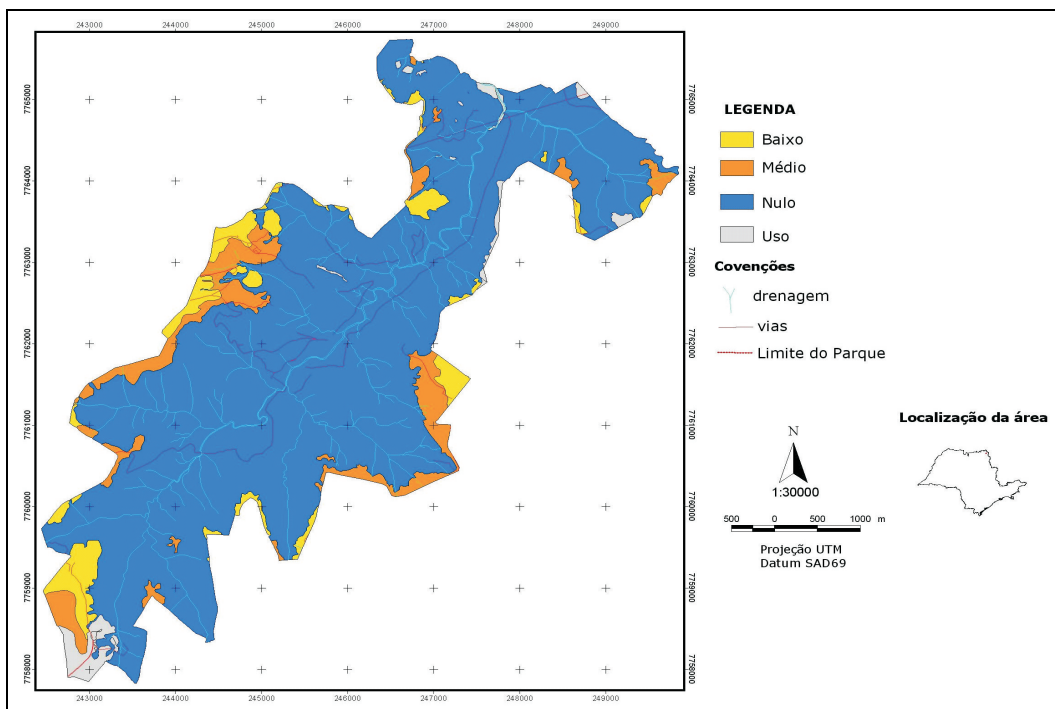 243000 244000 245000 246000 247000 248000 249000
7765000 7765000
7764000 7764000
7763000 7763000
7762000 7762000
7761000 7761000
7760000 7760000
7759000 7759000
7758000 7758000
243000 244000 245000 246000 247000 248000 249000
LEGENDA
Baixo
Médio
Nulo
Uso
Covenções
drenagem
vias
Limite do Parque
N
1:30000
500 0 500 1000 m
Projeção UTM
Datum SAD69
Localização da área